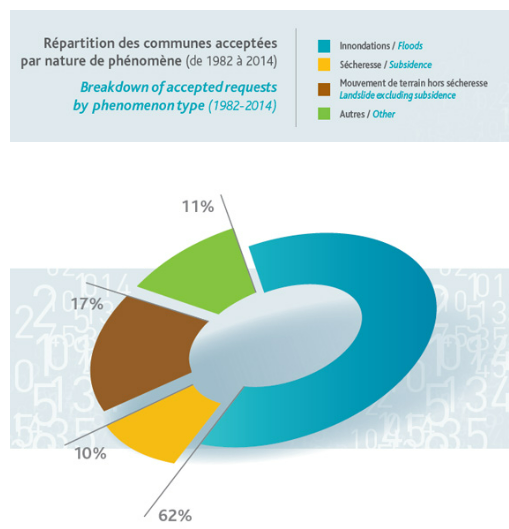 Répartition des communes acceptées
par nature de phénomène (de 1982 à 2014)
Breakdown of accepted requests
by phenomenon type (1982-2014)
Innondations / Floods
Sécheresse / Subsidence
Mouvement de terrain hors sécheresse
Landslide excluding subsidence
Autres / Other
11%
17%
10%
62%